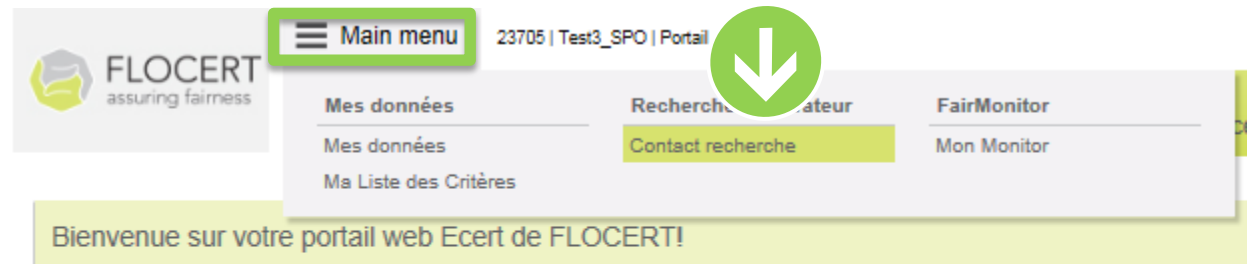 Main menu
23705 | Test3_SPO | Portail
FLOCERT
assuring fairness
Mes données
Recherche
FairMonitor
Mes données
Contact recherche
Mon Monitor
Ma Liste des Critères
Bienvenue sur votre portail web Ecert de FLOCERT!